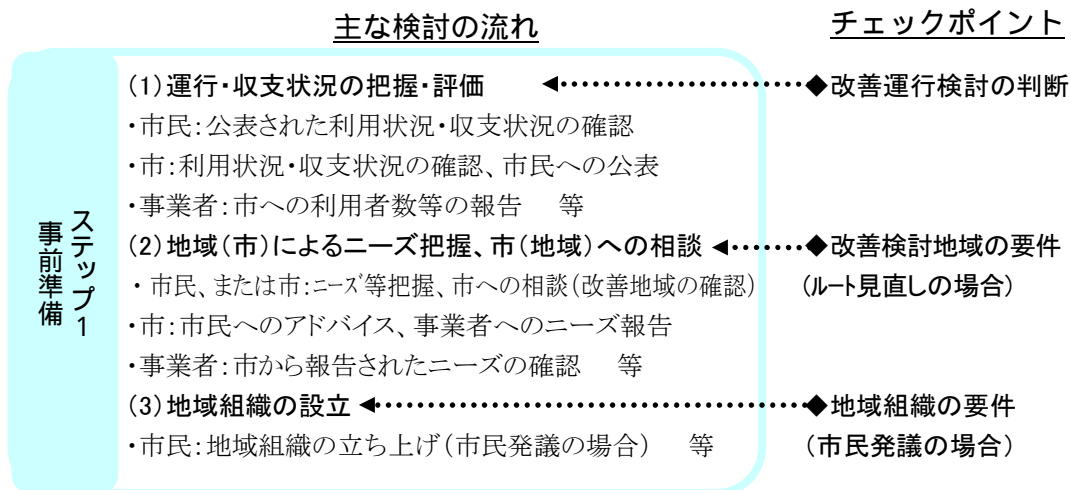 主な検討の流れ
チェックポイント
ステップ1
事前準備
(1)運行・収支状況の把握・評価 ◆改善運行検討の判断
・市民:公表された利用状況・収支状況の確認
・市:利用状況・収支状況の確認、市民への公表
・事業者:市への利用者数等の報告 等
(2)地域(市)によるニーズ把握、市(地域)への相談 ◆改善検討地域の要件
・市民、または市:ニーズ等把握、市への相談(改善地域の確認) (ルート見直しの場合)
・市:市民へのアドバイス、事業者へのニーズ報告
・事業者:市から報告されたニーズの確認 等
(3)地域組織の設立 ◆地域組織の要件
・市民:地域組織の立ち上げ(市民発議の場合) 等 (市民発議の場合)